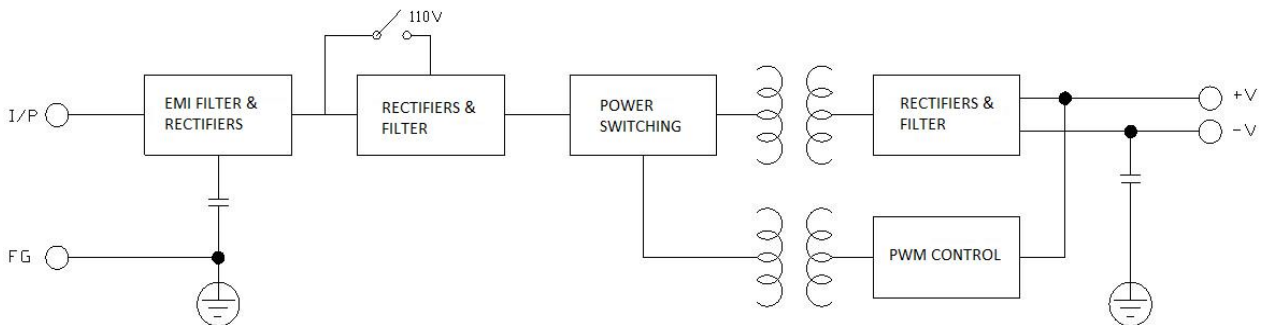 110V
I/P
EMI FILTER &
RECTIFIERS
RECTIFIERS &
FILTER
POWER
SWITCHING
RECTIFIERS &
FILTER
+V
-V
FG
PWM CONTROL